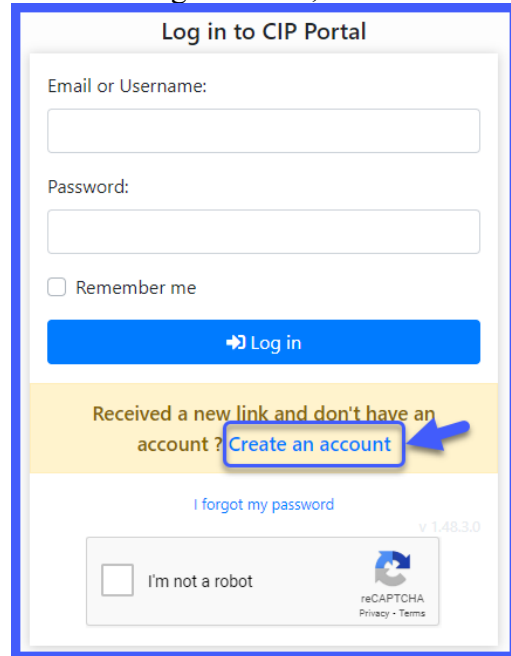 Log in to CIP Portal
Email or Username:
Password:
Remember me
Log in
Received a new link and don't have an
account ? Create an account
I forgot my password
v 1.48.3.0
I'm not a robot
reCAPTCHA
Privacy - Terms